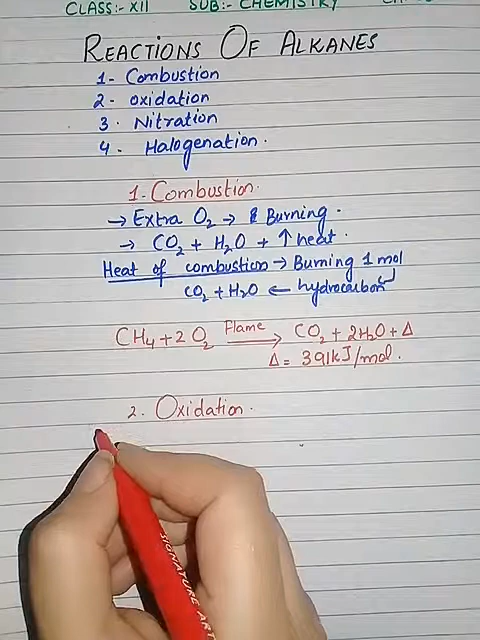 CLASS:- XII SUB:- CHEMISTRY
REACTIONS OF ALKANES
1- Combustion
2- oxidation
3. Nitration
4. Halogenation.
1. Combustion.
→ Extra O₂ → Burning.
→ CO₂ + H₂O + ↑ heat.
Heat of combustion → Burning 1 mol
CO₂ + H₂O ← hydrocarbon
CH₄ + 2 O₂ Flame → CO₂ + 2H₂O + Δ
Δ = 391kJ/mol.
2. Oxidation.
SIGNATURE ART